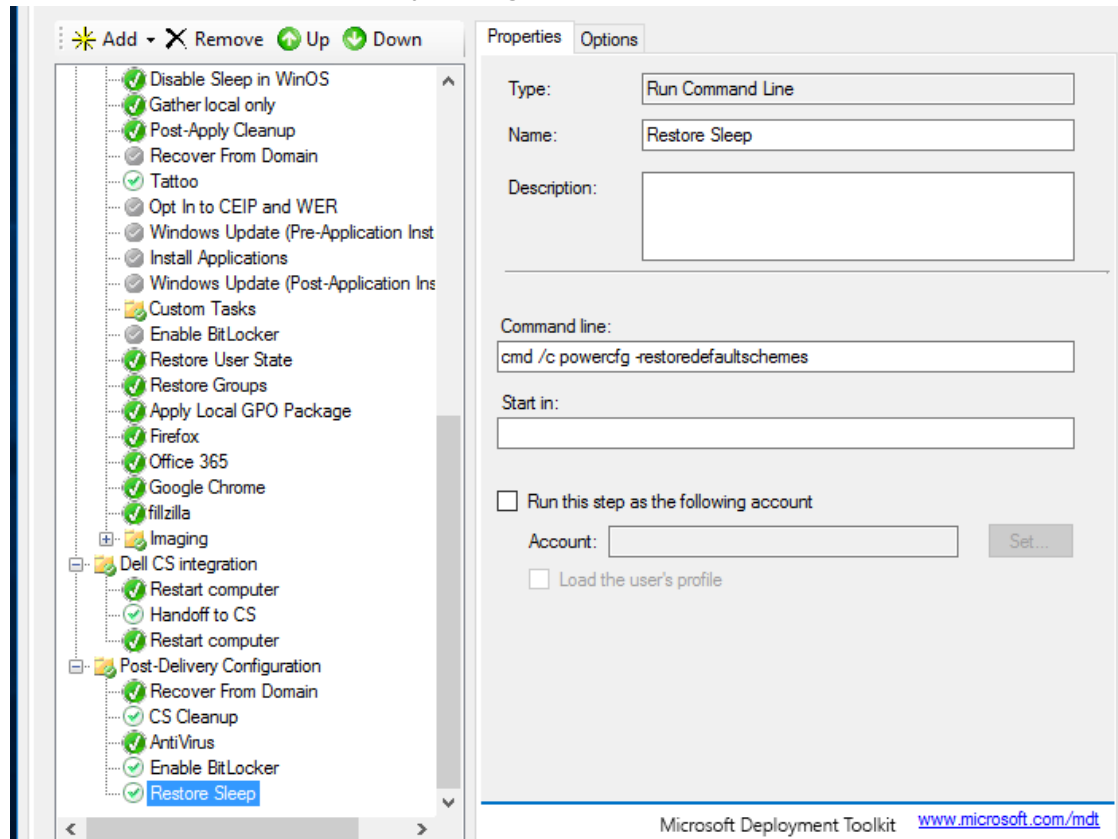 Add Remove Up Down
Disable Sleep in WinOS
Gather local only
Post-Apply Cleanup
Recover From Domain
Tattoo
Opt In to CEIP and WER
Windows Update (Pre-Application Inst
Install Applications
Windows Update (Post-Application Ins
Custom Tasks
Enable BitLocker
Restore User State
Restore Groups
Apply Local GPO Package
Firefox
Office 365
Google Chrome
fillzilla
Imaging
Dell CS integration
Restart computer
Handoff to CS
Restart computer
Post-Delivery Configuration
Recover From Domain
CS Cleanup
AntiVirus
Enable BitLocker
Restore Sleep
Properties Options
Type: Run Command Line
Name: Restore Sleep
Description:
Command line:
cmd /c powercfg -restoredefaultschemes
Start in:
Run this step as the following account
Account: Set...
Load the user's profile
Microsoft Deployment Toolkit www.microsoft.com/mdt